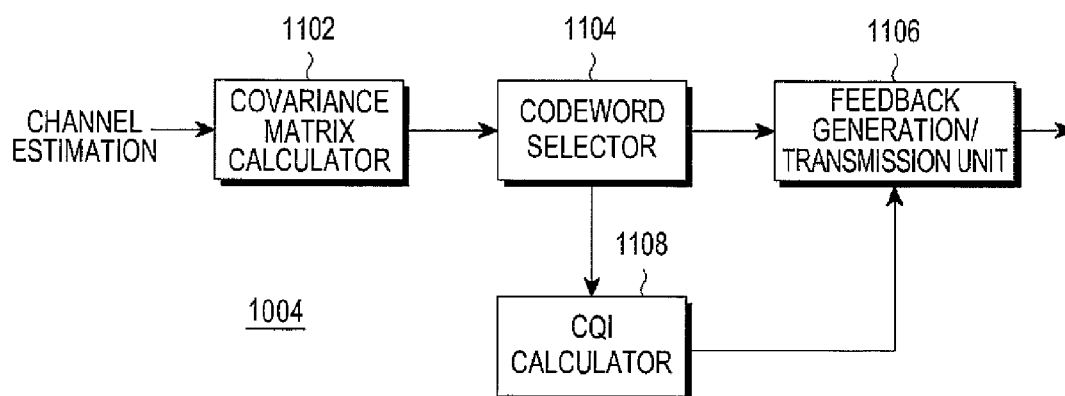 1102
1104
1106
CHANNEL
ESTIMATION
COVARIANCE
MATRIX
CALCULATOR
CODEWORD
SELECTOR
FEEDBACK
GENERATION/
TRANSMISSION UNIT
1108
1004
CQI
CALCULATOR